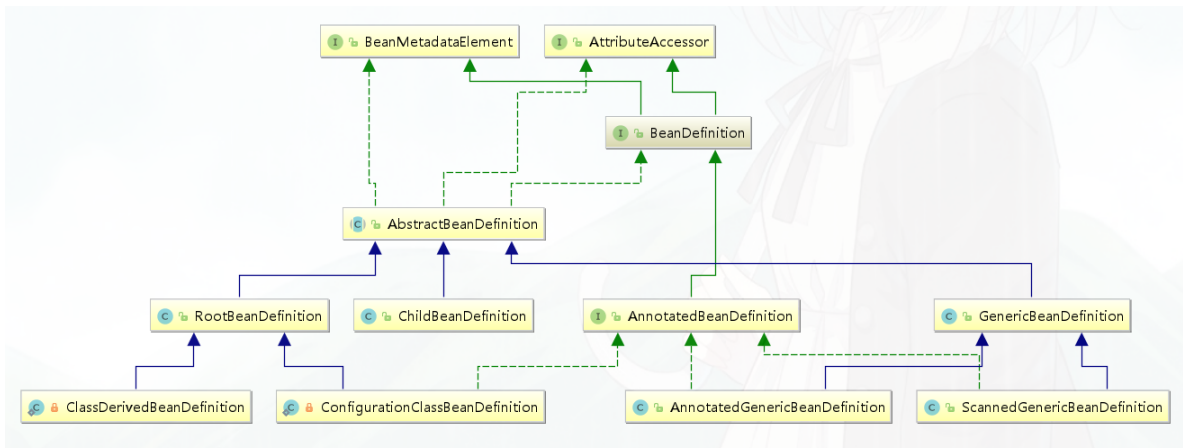 I BeanMetadataElement
I AttributeAccessor
I BeanDefinition
C AbstractBeanDefinition
C RootBeanDefinition
C ChildBeanDefinition
I AnnotatedBeanDefinition
C GenericBeanDefinition
C ClassDerivedBeanDefinition
C ConfigurationClassBeanDefinition
C AnnotatedGenericBeanDefinition
C ScannedGenericBeanDefinition